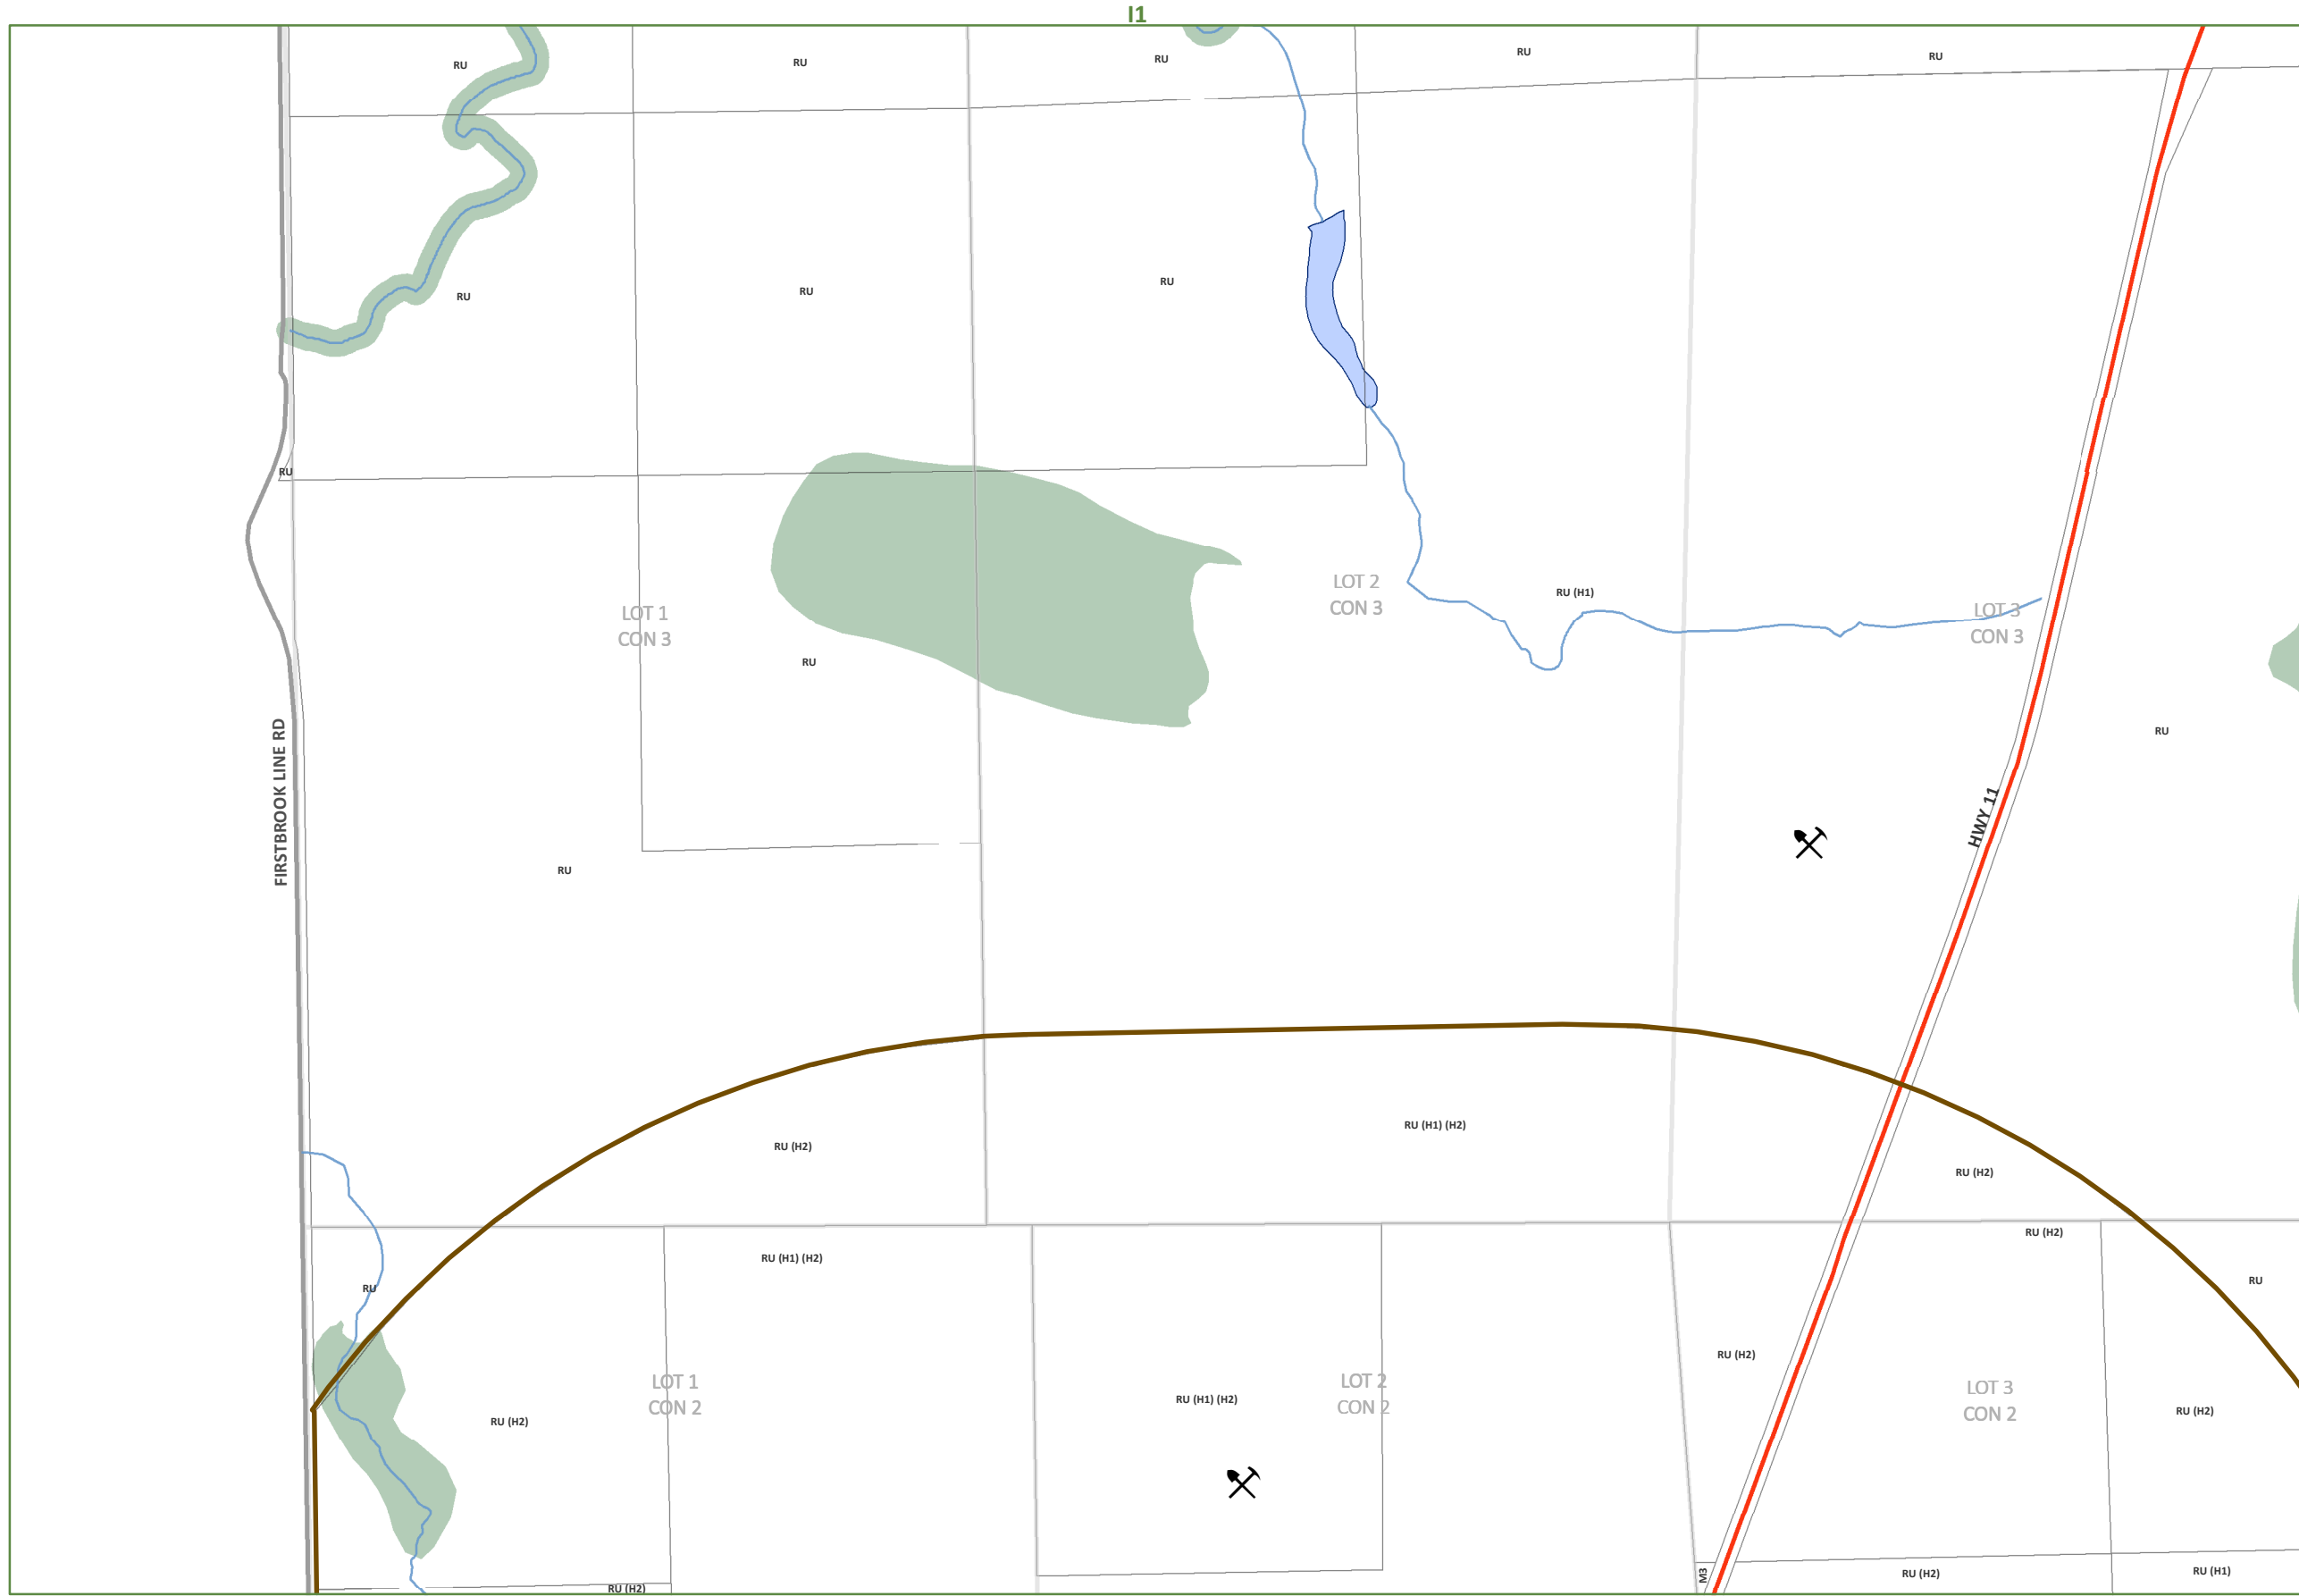 I1
RU
RU
RU
RU
RU
RU
RU
RU
RU
LOT 1
CON 3
LOT 2
CON 3
RU (H1)
LOT 3
CON 3
RU
RU
FIRSTBROOK LINE RD
HWY 11
RU
RU (H2)
RU (H1) (H2)
RU (H2)
RU (H2)
RU (H1) (H2)
RU
RU
RU (H2)
LOT 1
CON 2
RU (H2)
RU (H1) (H2)
LOT 2
CON 2
LOT 3
CON 2
RU (H2)
RU (H2)
M3
RU (H2)
RU (H1)